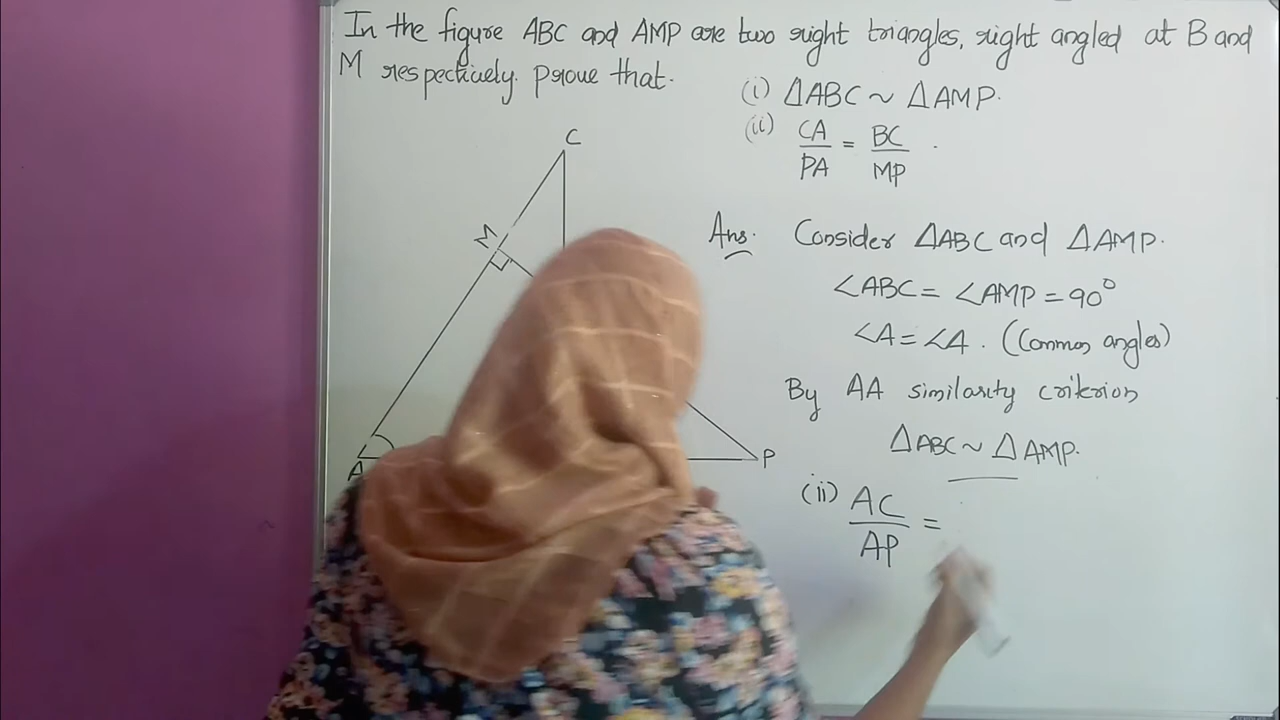 In the figure ABC and AMP are two right triangles, right angled at B and
M respectively. Prove that.
(i) ΔABC ~ ΔAMP.
(ii) CA/PA = BC/MP.
C
M
A
P
Ans. Consider ΔABC and ΔAMP.
∠ABC = ∠AMP = 90°
∠A = ∠A. (Common angles)
By AA similarity criterion
ΔABC ~ ΔAMP.
(ii) AC/AP =